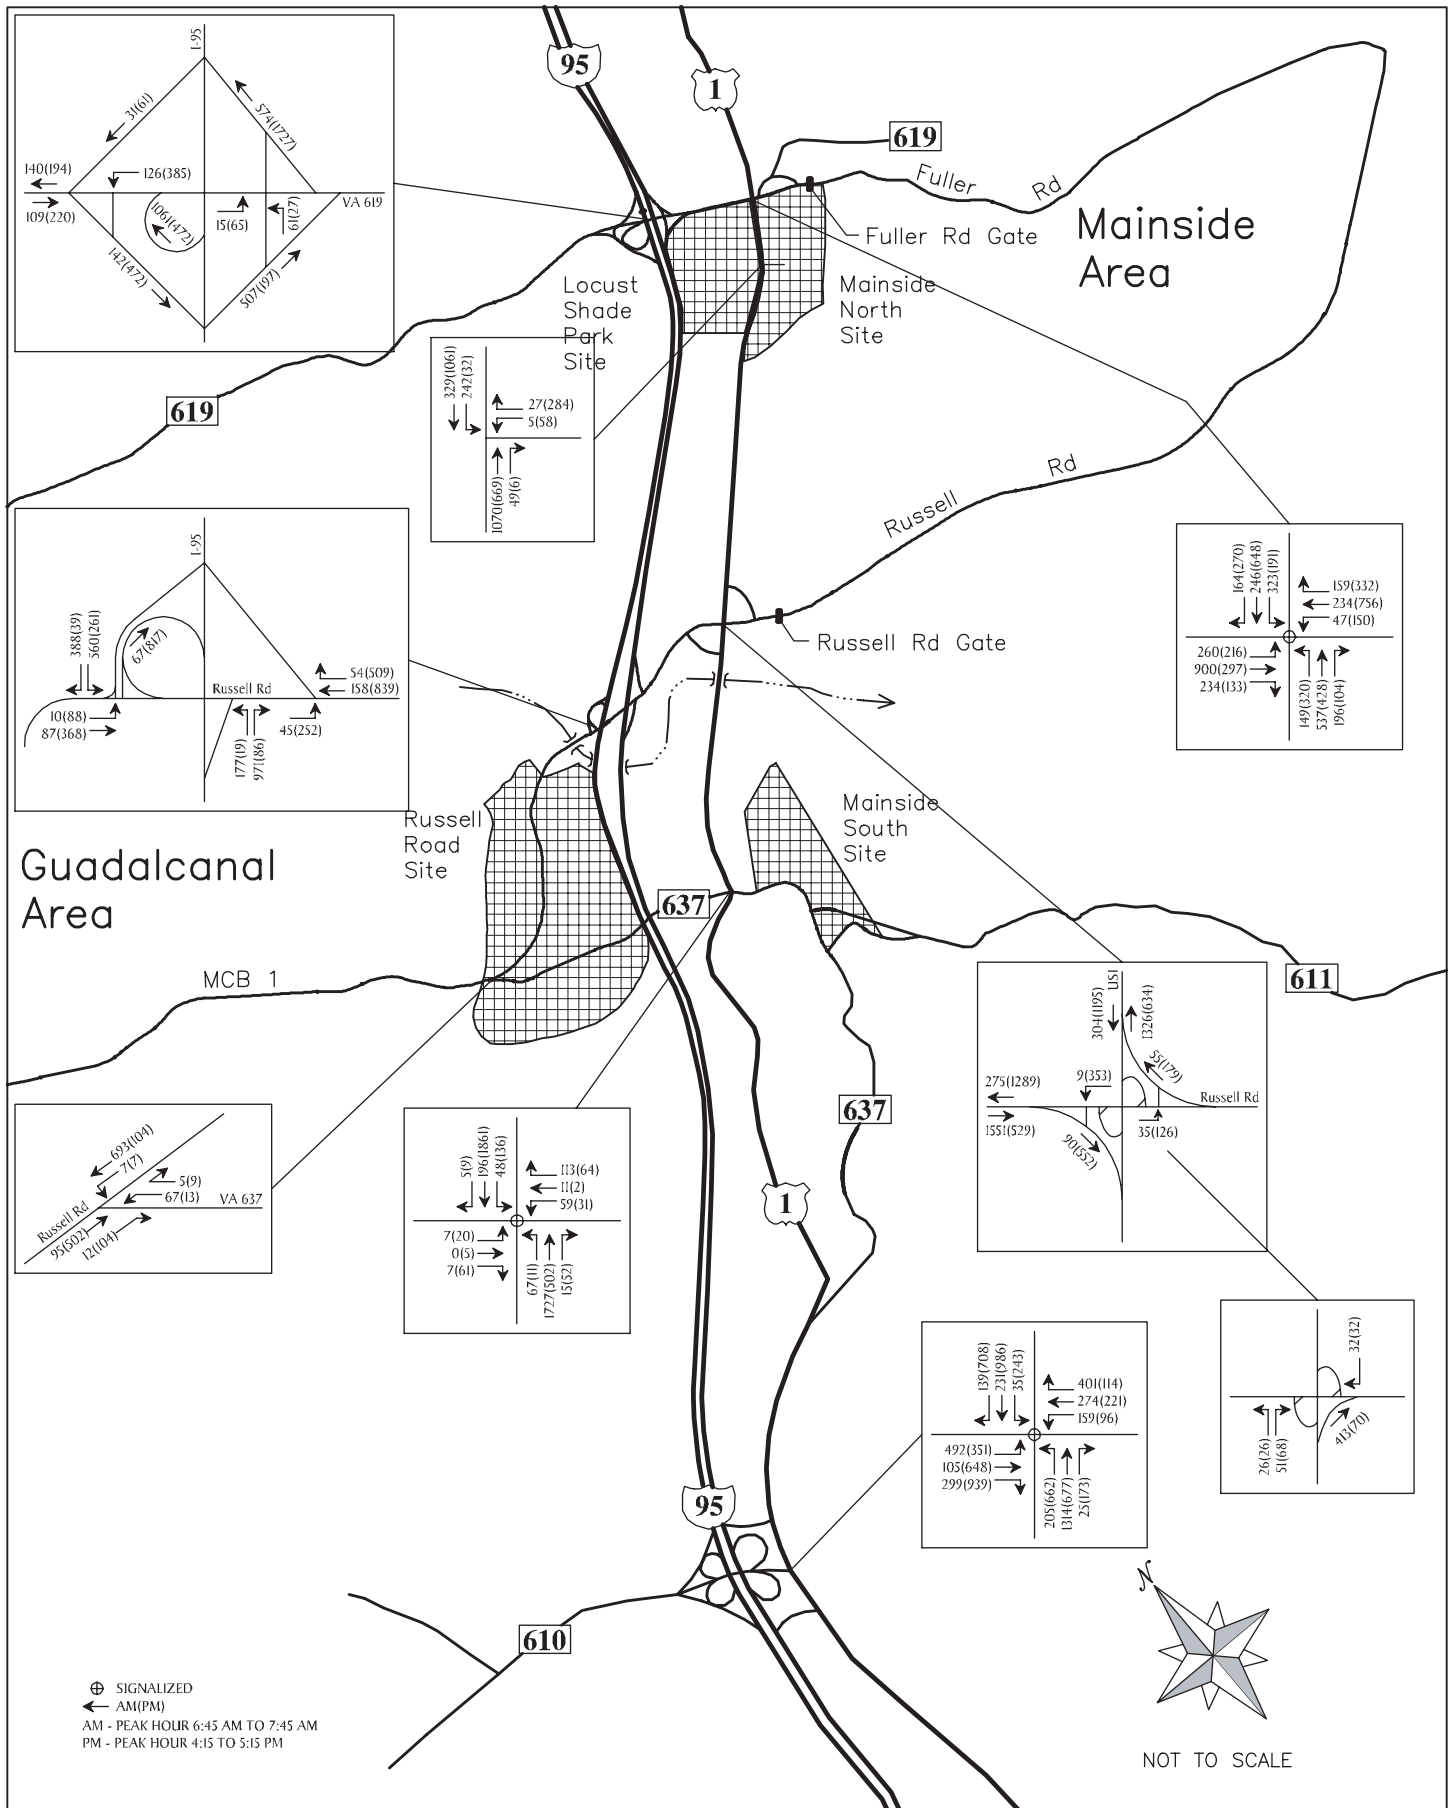 I-95
31(61)
574(1727)
140(194)
109(220)
126(385)
1061(472)
15(65)
61(27)
VA 619
142(472)
507(197)
95
1
619
Fuller Rd
Fuller Rd Gate
Mainside
Area
Locust
Shade
Park
Site
Mainside
North
Site
619
329(1061)
242(32)
27(284)
5(58)
1070(669)
49(6)
Russell Rd
I-95
388(39)
560(261)
67(817)
Russell Rd
54(509)
158(839)
10(88)
87(368)
45(252)
177(19)
971(86)
Russell Rd Gate
164(270)
246(648)
323(191)
159(332)
234(756)
47(150)
260(216)
900(297)
234(133)
149(320)
537(428)
196(104)
Russell
Road
Site
Mainside
South
Site
Guadalcanal
Area
637
MCB 1
611
US1
304(1195)
1326(634)
55(179)
275(1289)
9(353)
Russell Rd
1551(529)
35(126)
90(552)
637
693(104)
7(7)
5(9)
67(13)
VA 637
Russell Rd
95(502)
12(104)
5(9)
196(1861)
48(136)
113(64)
11(2)
59(31)
7(20)
0(5)
7(61)
67(11)
1727(502)
15(52)
1
32(32)
26(26)
51(68)
413(70)
139(708)
231(986)
35(243)
401(114)
274(221)
159(96)
492(351)
105(648)
299(939)
205(662)
1314(677)
25(173)
95
610
N
SIGNALIZED
AM(PM)
AM - PEAK HOUR 6:45 AM TO 7:45 AM
PM - PEAK HOUR 4:15 TO 5:15 PM
NOT TO SCALE